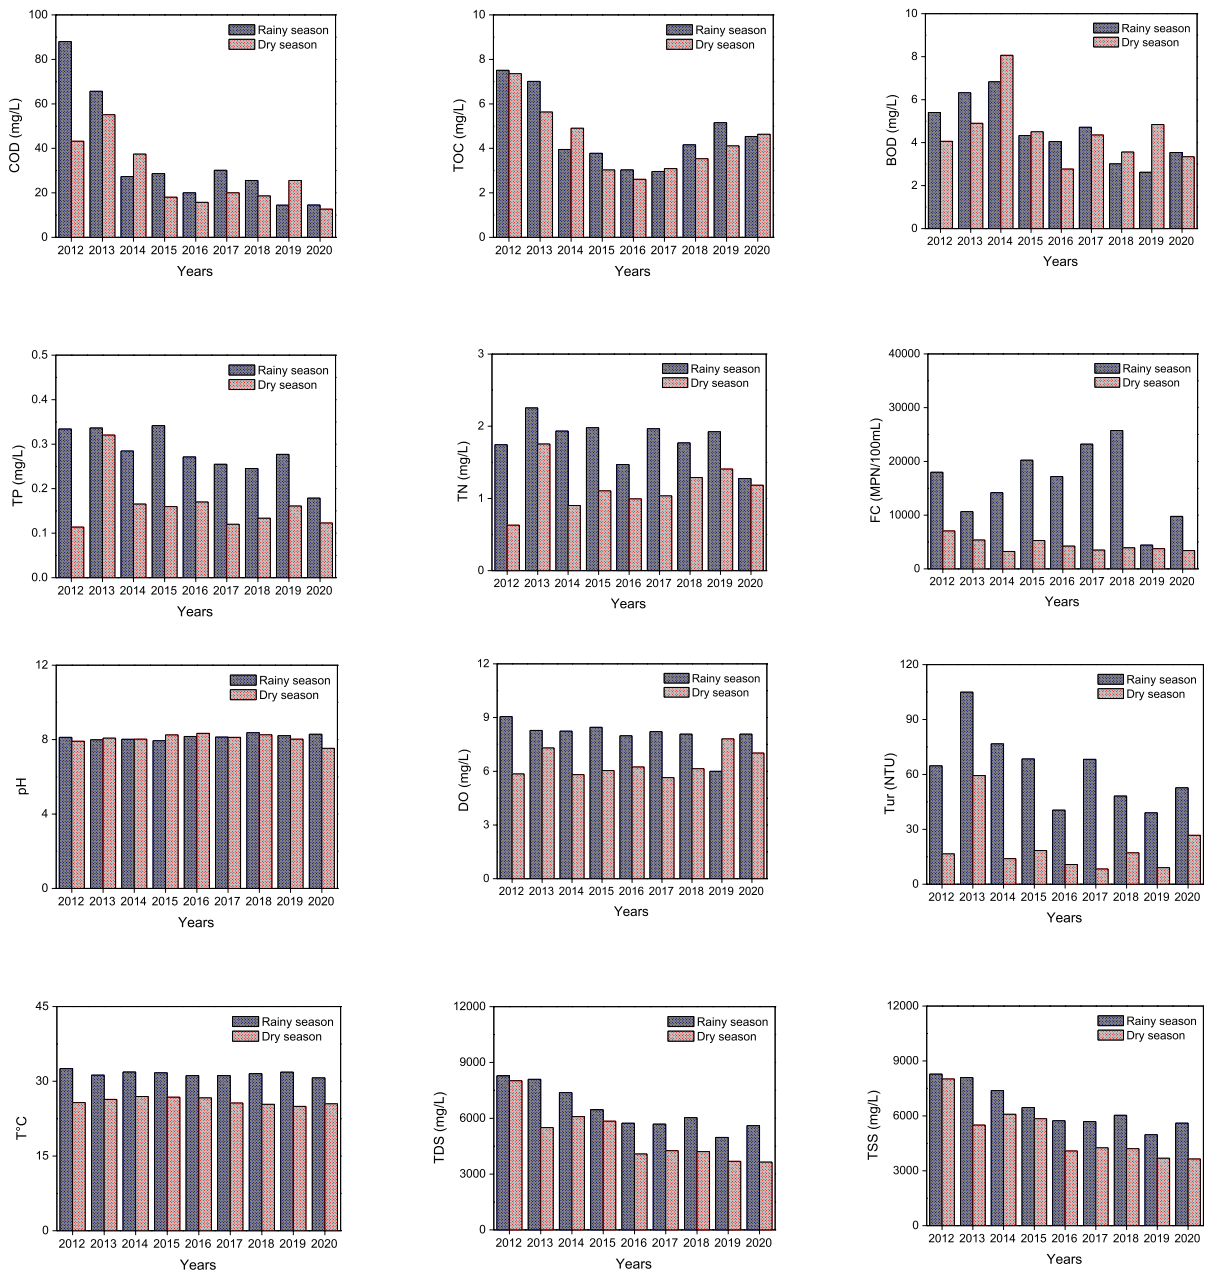 COD (mg/L)
100
80
60
40
20
0
Rainy season
Dry season
2012 2013 2014 2015 2016 2017 2018 2019 2020
Years
TOC (mg/L)
10
8
6
4
2
0
Rainy season
Dry season
2012 2013 2014 2015 2016 2017 2018 2019 2020
Years
BOD (mg/L)
10
8
6
4
2
0
Rainy season
Dry season
2012 2013 2014 2015 2016 2017 2018 2019 2020
Years
TP (mg/L)
0.5
0.4
0.3
0.2
0.1
0.0
Rainy season
Dry season
2012 2013 2014 2015 2016 2017 2018 2019 2020
Years
TN (mg/L)
3
2
1
0
Rainy season
Dry season
2012 2013 2014 2015 2016 2017 2018 2019 2020
Years
FC (MPN/100mL)
40000
30000
20000
10000
0
Rainy season
Dry season
2012 2013 2014 2015 2016 2017 2018 2019 2020
Years
pH
12
8
4
0
Rainy season
Dry season
2012 2013 2014 2015 2016 2017 2018 2019 2020
Years
DO (mg/L)
12
9
6
3
0
Rainy season
Dry season
2012 2013 2014 2015 2016 2017 2018 2019 2020
Years
Tur (NTU)
120
90
60
30
0
Rainy season
Dry season
2012 2013 2014 2015 2016 2017 2018 2019 2020
Years
T°C
45
30
15
0
Rainy season
Dry season
2012 2013 2014 2015 2016 2017 2018 2019 2020
Years
TDS (mg/L)
12000
9000
6000
3000
0
Rainy season
Dry season
2012 2013 2014 2015 2016 2017 2018 2019 2020
Years
TSS (mg/L)
12000
9000
6000
3000
0
Rainy season
Dry season
2012 2013 2014 2015 2016 2017 2018 2019 2020
Years